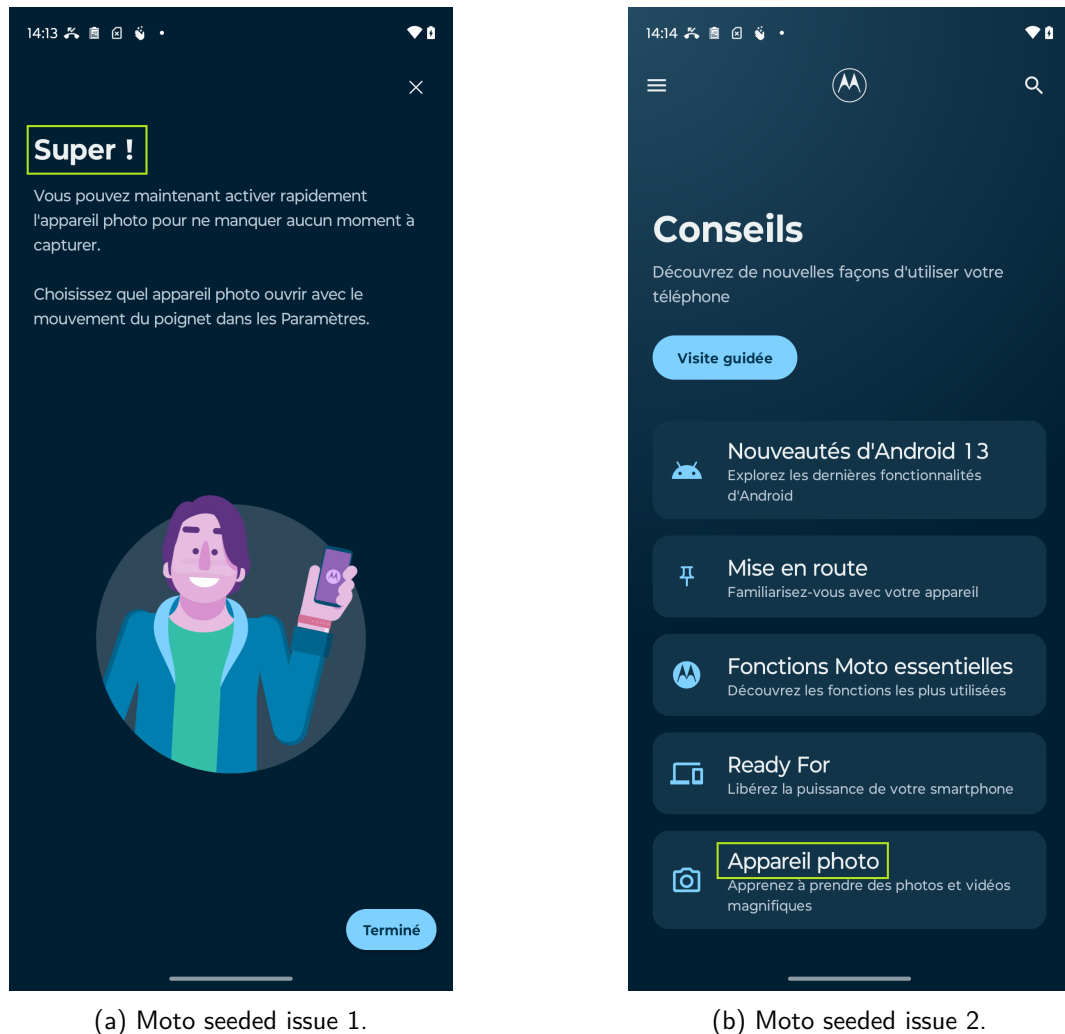 14:13
Super !
Vous pouvez maintenant activer rapidement
l'appareil photo pour ne manquer aucun moment à
capturer.
Choisissez quel appareil photo ouvrir avec le
mouvement du poignet dans les Paramètres.
Terminé
(a) Moto seeded issue 1.
14:14
Conseils
Découvrez de nouvelles façons d'utiliser votre
téléphone
Visite guidée
Nouveautés d'Android 13
Explorez les dernières fonctionnalités
d'Android
Mise en route
Familiarisez-vous avec votre appareil
Fonctions Moto essentielles
Découvrez les fonctions les plus utilisées
Ready For
Libérez la puissance de votre smartphone
Appareil photo
Apprenez à prendre des photos et vidéos
magnifiques
(b) Moto seeded issue 2.